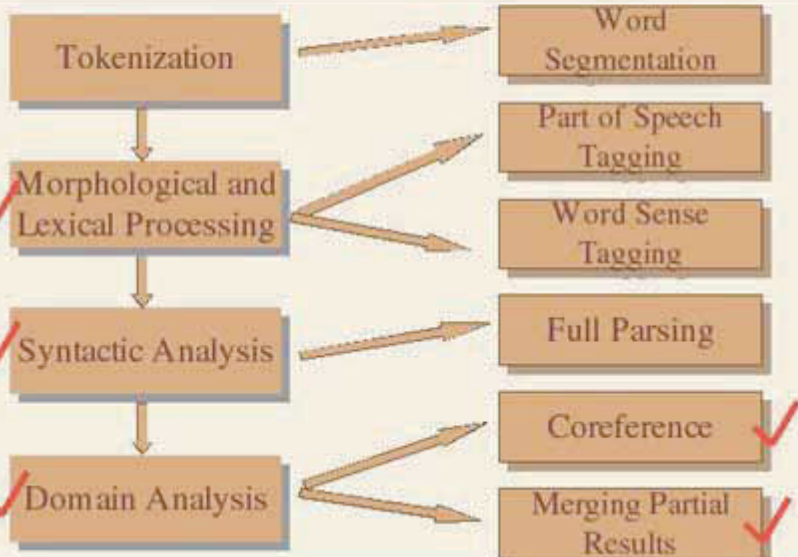 Tokenization
Word
Segmentation
Morphological and
Lexical Processing
Part of Speech
Tagging
Word Sense
Tagging
Syntactic Analysis
Full Parsing
Domain Analysis
Coreference
Merging Partial
Results